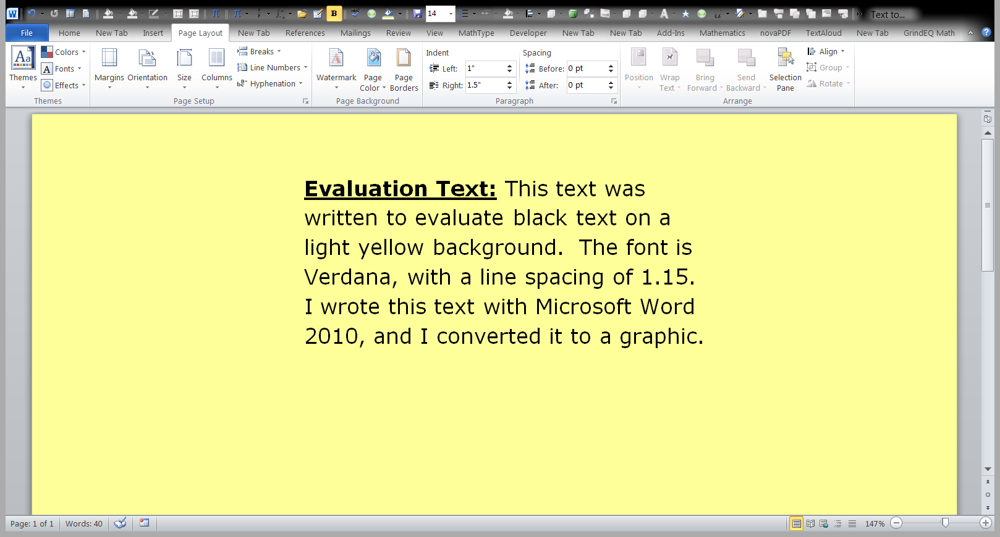 14 Text to...
File Home New Tab Insert Page Layout New Tab References Mailings Review View MathType Developer New Tab New Tab Add-Ins Mathematics novaPDF TextAloud New Tab GrindEQ Math
Themes
Colors
Fonts
Effects
Themes
Margins Orientation Size Columns
Breaks
Line Numbers
Hyphenation
Page Setup
Watermark
Page Color
Page Borders
Page Background
Indent
Left: 1"
Right: 1.5"
Spacing
Before: 0 pt
After: 0 pt
Paragraph
Position
Wrap Text
Bring Forward
Send Backward
Selection Pane
Align
Group
Rotate
Arrange
Evaluation Text: This text was
written to evaluate black text on a
light yellow background.  The font is
Verdana, with a line spacing of 1.15.
I wrote this text with Microsoft Word
2010, and I converted it to a graphic.
Page: 1 of 1 Words: 40 147%